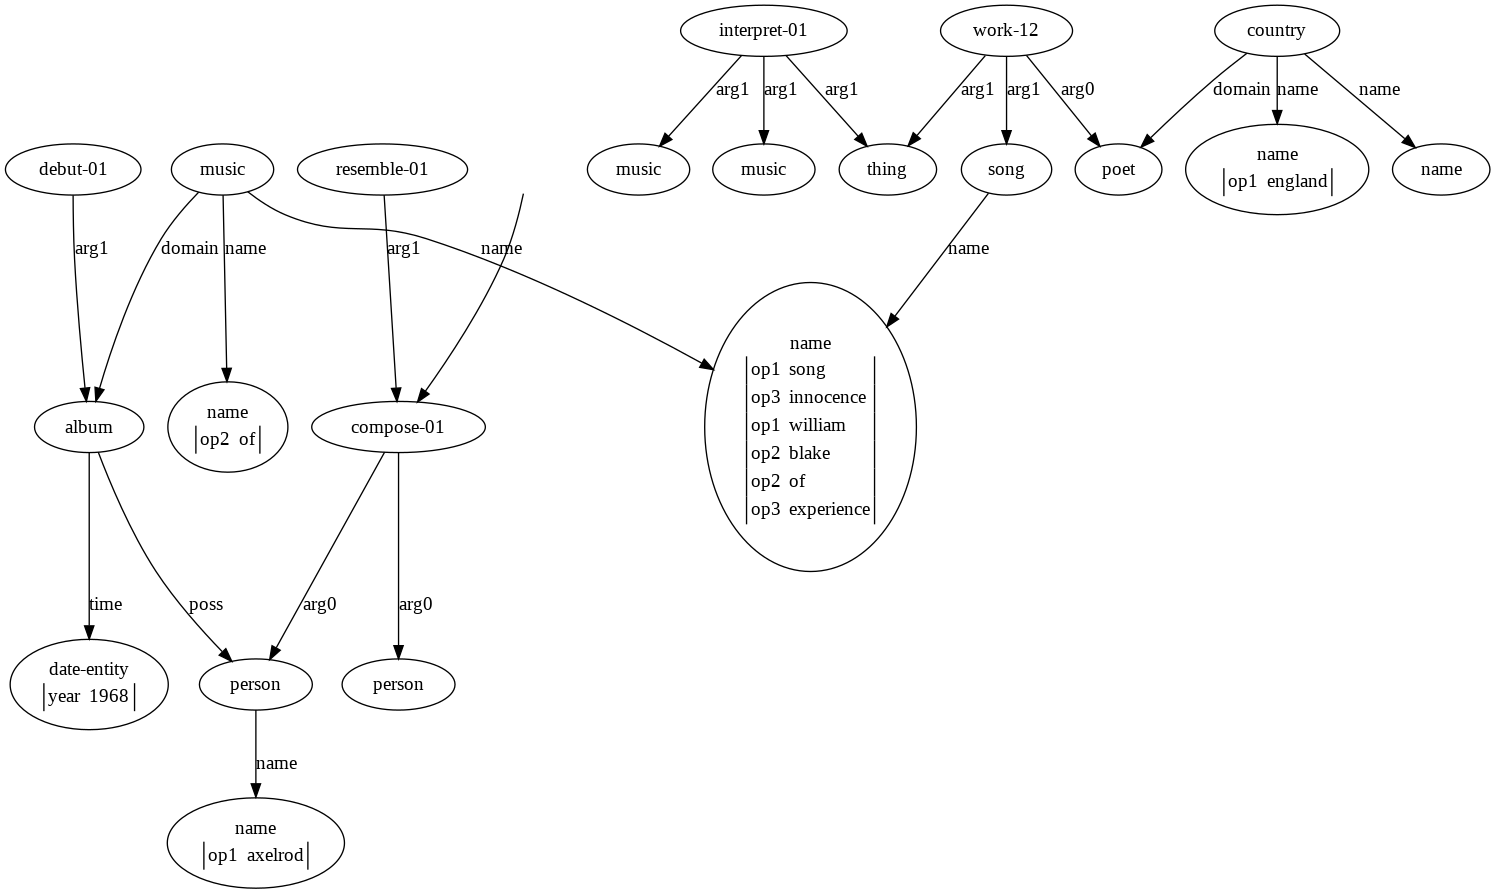 interpret-01 work-12 country
arg1 arg1 arg1 arg1 arg1 arg0 domain name name
debut-01 music resemble-01 music music thing song poet name name
op1 england
arg1 domain name arg1 name name
name
op1 song
op3 innocence
op1 william
op2 blake
op2 of
op3 experience
album name compose-01
op2 of
time poss arg0 arg0
date-entity person person
year 1968
name
name
op1 axelrod